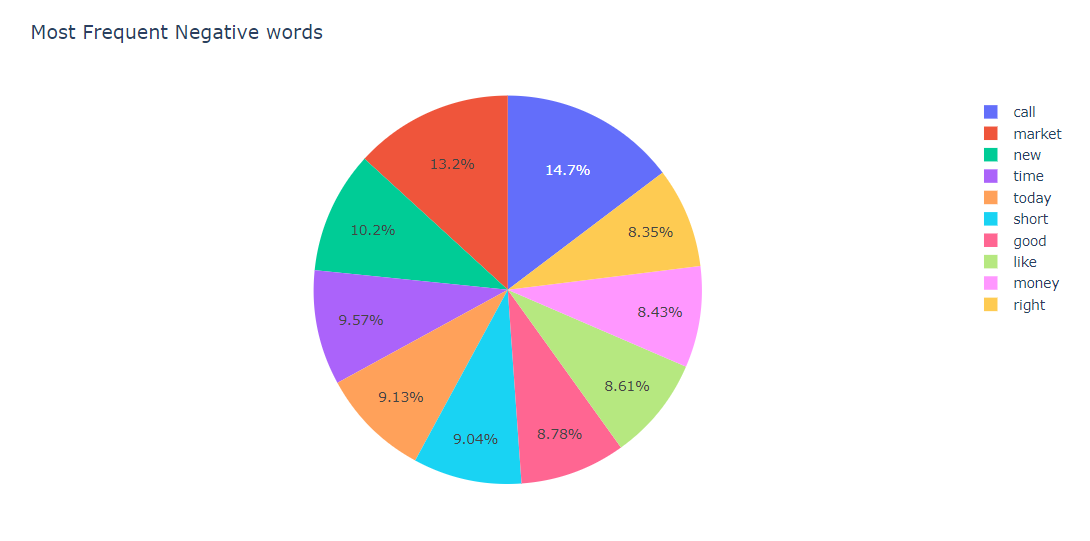 Most Frequent Negative words
call
market
new
time
today
short
good
like
money
right
14.7%
13.2%
10.2%
9.57%
9.13%
9.04%
8.78%
8.61%
8.43%
8.35%